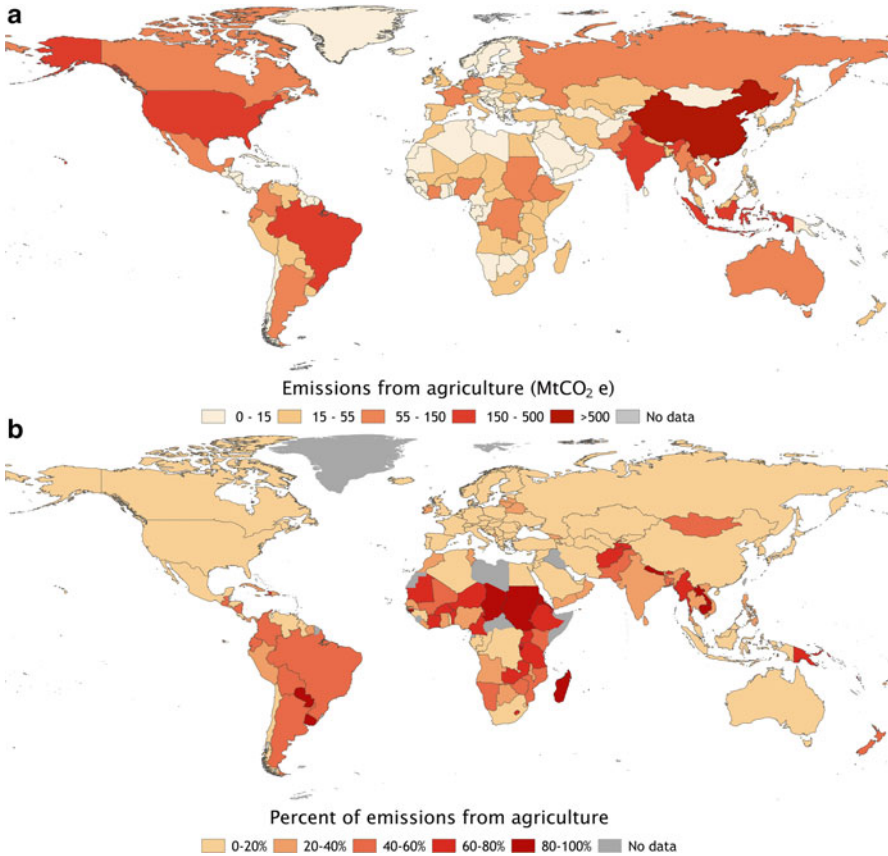 a
Emissions from agriculture (MtCO₂ e)
0 - 15 15 - 55 55 - 150 150 - 500 >500 No data
b
Percent of emissions from agriculture
0-20% 20-40% 40-60% 60-80% 80-100% No data